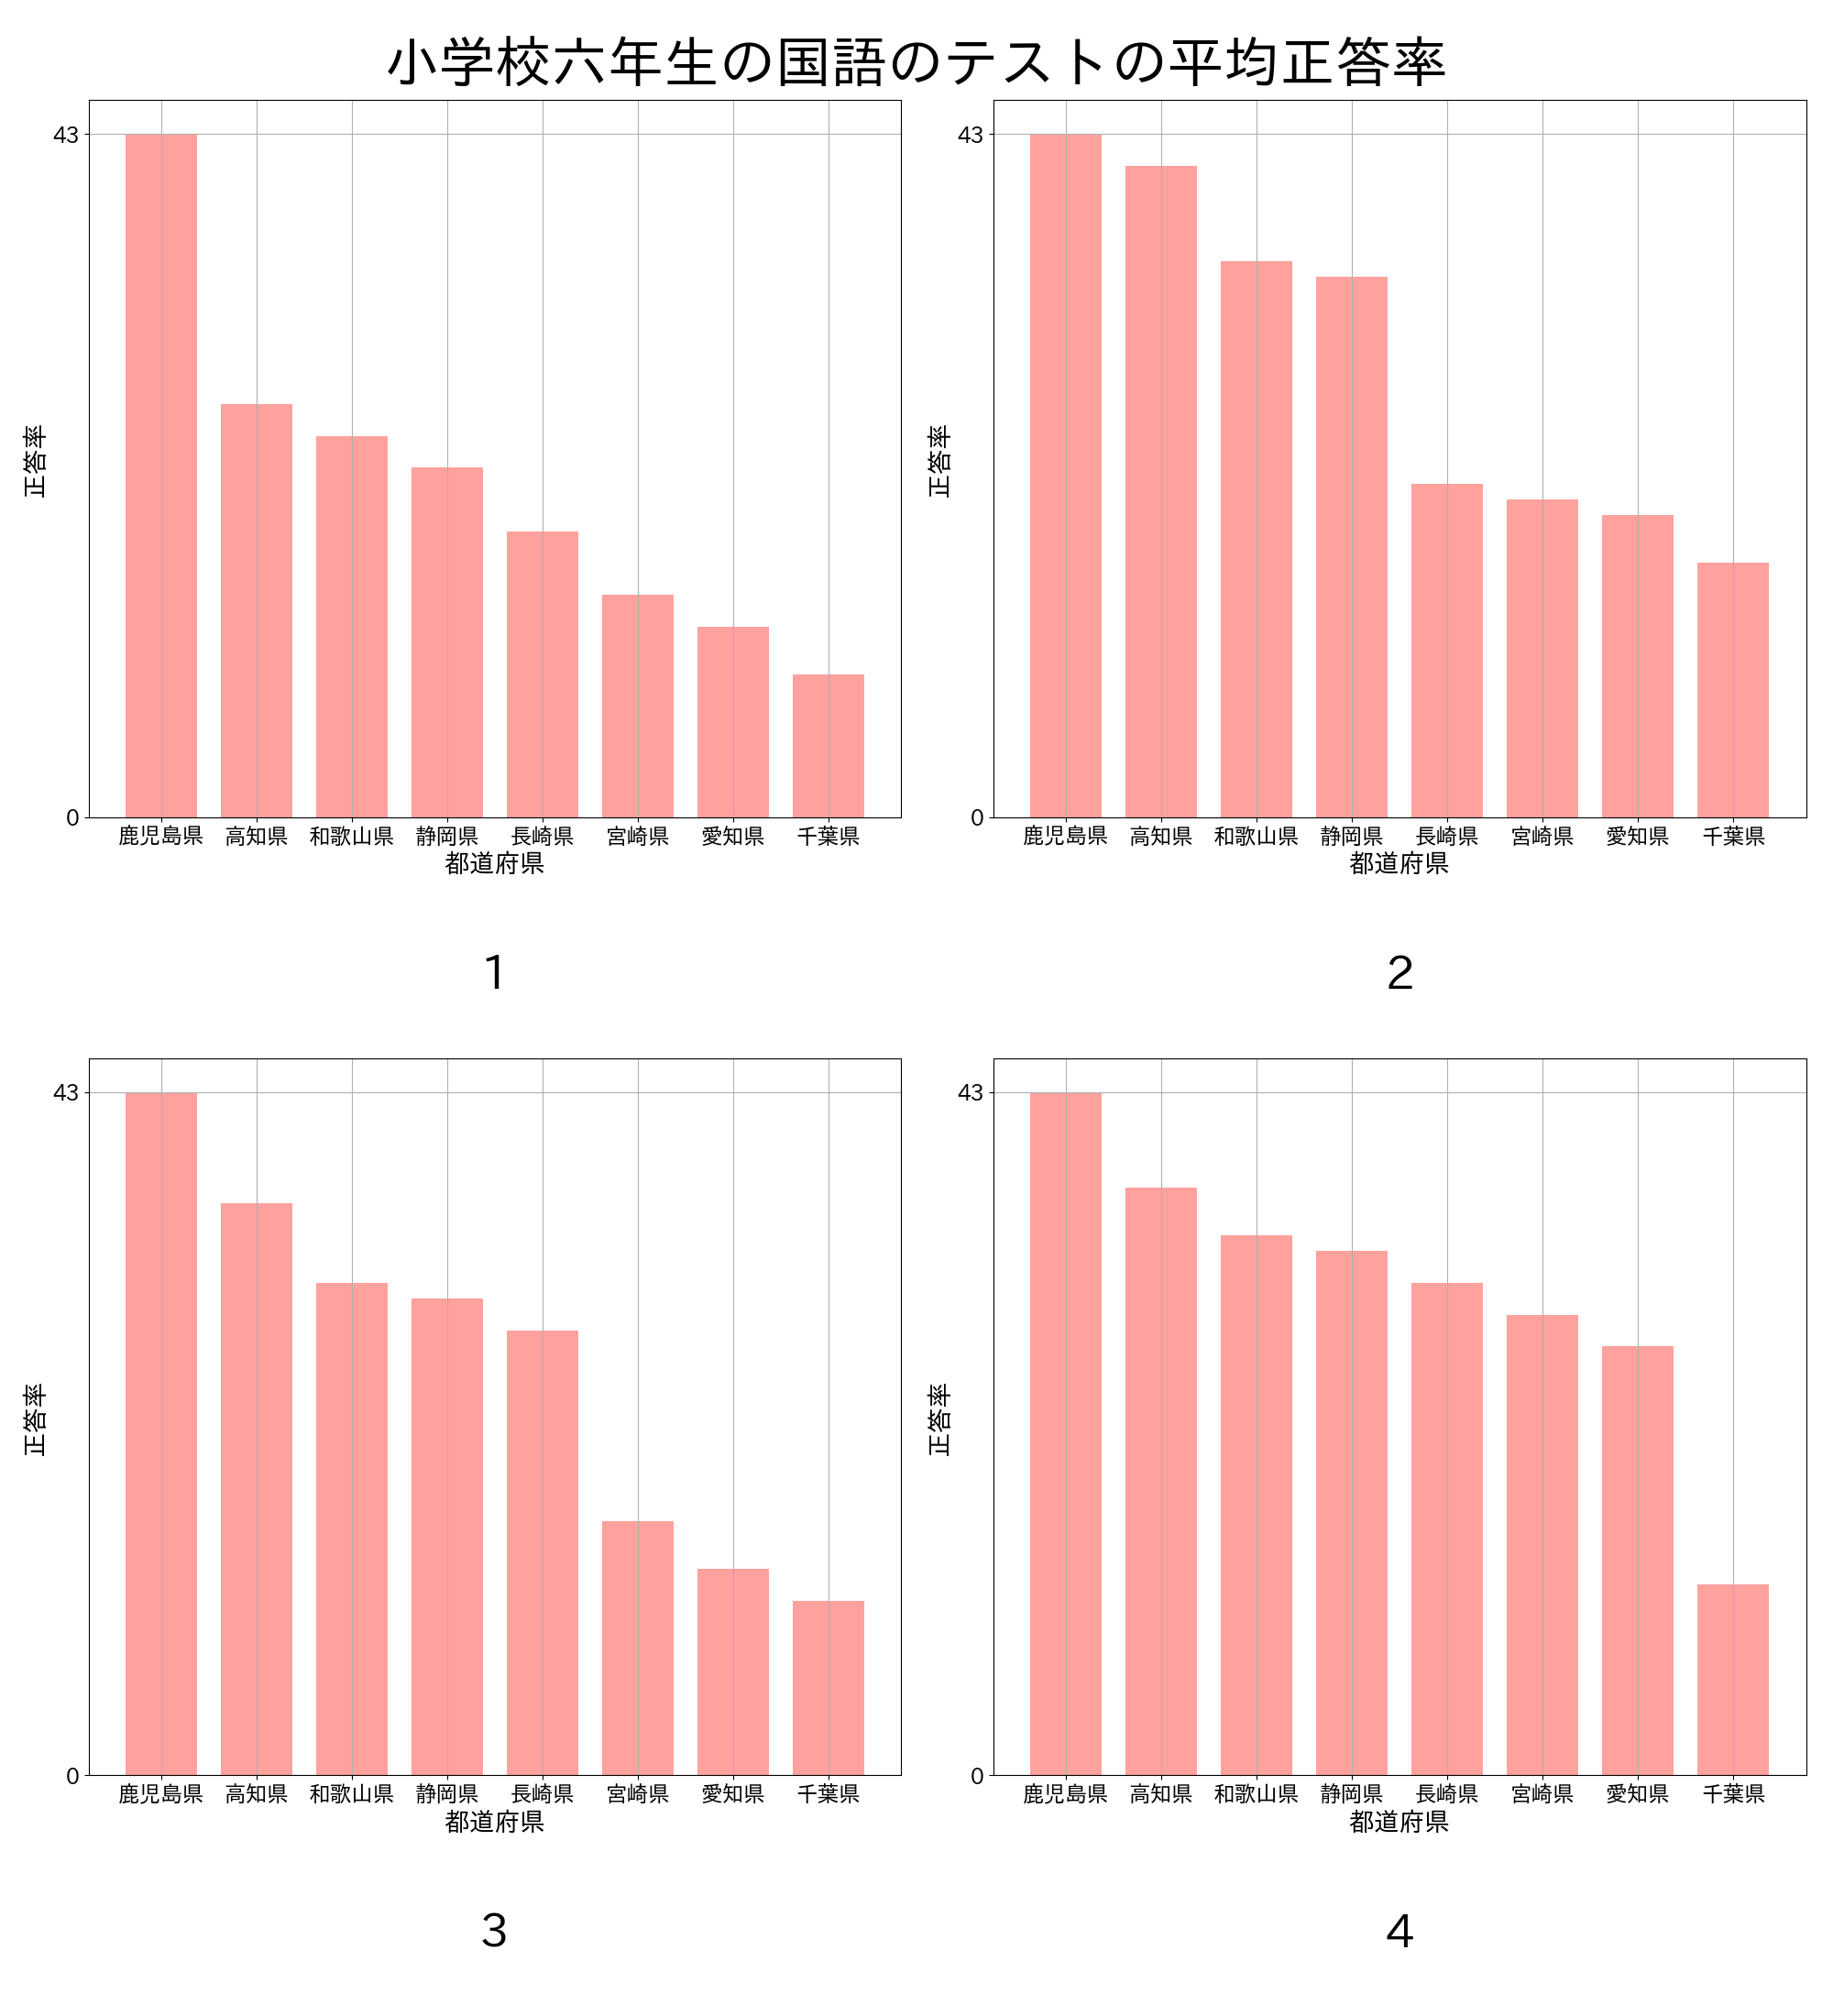 小学校六年生の国語のテストの平均正答率
43
0
正答率
鹿児島県 高知県 和歌山県 静岡県 長崎県 宮崎県 愛知県 千葉県
都道府県
1
43
0
正答率
鹿児島県 高知県 和歌山県 静岡県 長崎県 宮崎県 愛知県 千葉県
都道府県
2
43
0
正答率
鹿児島県 高知県 和歌山県 静岡県 長崎県 宮崎県 愛知県 千葉県
都道府県
3
43
0
正答率
鹿児島県 高知県 和歌山県 静岡県 長崎県 宮崎県 愛知県 千葉県
都道府県
4